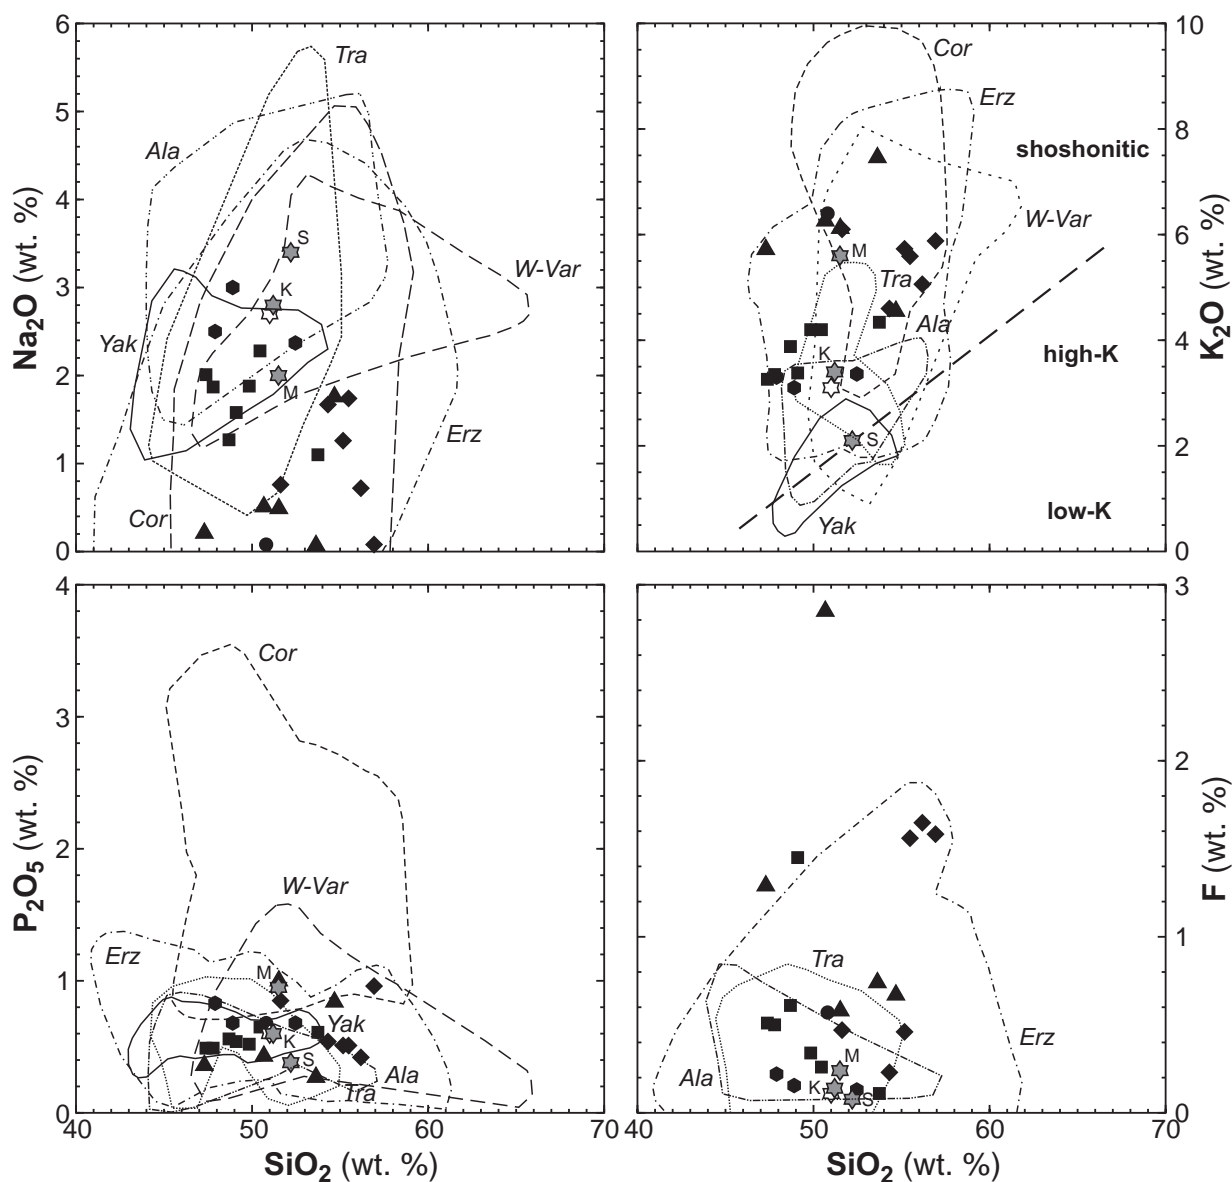 6
5
4
3
2
1
0
Na2O (wt. %)
Tra
Ala
S
W-Var
K
Yak
M
Erz
Cor
10
8
6
4
2
0
K2O (wt. %)
Cor
Erz
shoshonitic
W-Var
M
Tra
Ala
K
high-K
S
low-K
Yak
4
3
2
1
0
P2O5 (wt. %)
Cor
W-Var
Erz
M
Yak
K
S
Ala
Tra
40 50 60 70
SiO2 (wt. %)
3
2
1
0
F (wt. %)
Tra
Erz
M
Ala
K
S
40 50 60 70
SiO2 (wt. %)